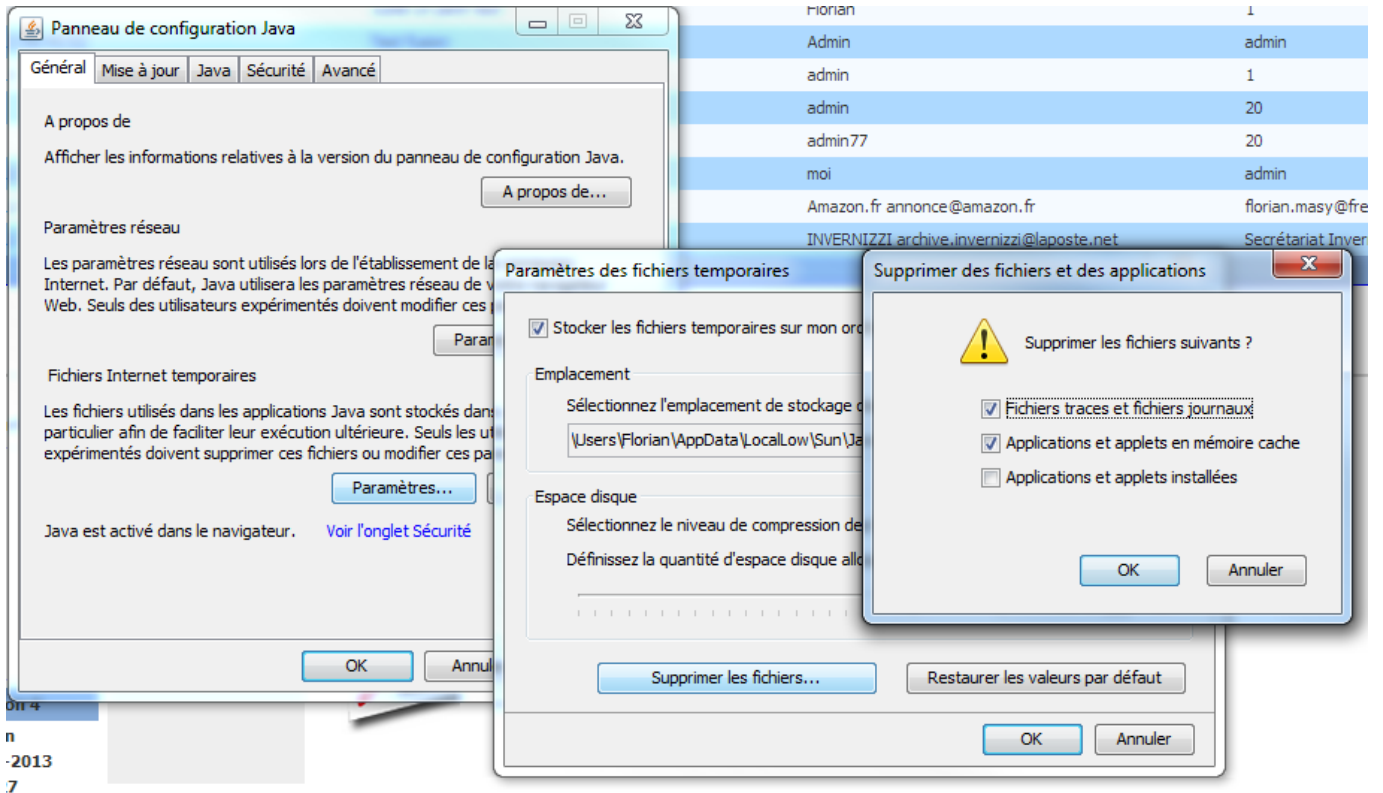 Panneau de configuration Java
Général Mise à jour Java Sécurité Avancé
A propos de
Afficher les informations relatives à la version du panneau de configuration Java.
A propos de...
Paramètres réseau
Les paramètres réseau sont utilisés lors de l'établissement de la
Internet. Par défaut, Java utilisera les paramètres réseau de
Web. Seuls des utilisateurs expérimentés doivent modifier ces
Fichiers Internet temporaires
Les fichiers utilisés dans les applications Java sont stockés
particulier afin de faciliter leur exécution ultérieure. Seuls les
expérimentés doivent supprimer ces fichiers ou modifier ces
Paramètres...
Java est activé dans le navigateur. Voir l'onglet Sécurité
OK
Florian 1
Admin admin
admin 1
admin 20
admin77 20
moi admin
Amazon.fr annonce@amazon.fr florian.masy@fre
INVERNIZZI archive.invernizzi@laposte.net Secrétariat Inver
Paramètres des fichiers temporaires
Stocker les fichiers temporaires sur mon
Emplacement
Sélectionnez l'emplacement de stockage
\Users\Florian\AppData\LocalLow\Sun\Ja
Espace disque
Sélectionnez le niveau de compression
Définissez la quantité d'espace disque
Supprimer les fichiers... Restaurer les valeurs par défaut
OK Annuler
Supprimer des fichiers et des applications
Supprimer les fichiers suivants ?
Fichiers traces et fichiers journaux
Applications et applets en mémoire cache
Applications et applets installées
OK Annuler
on 4
n
-2013